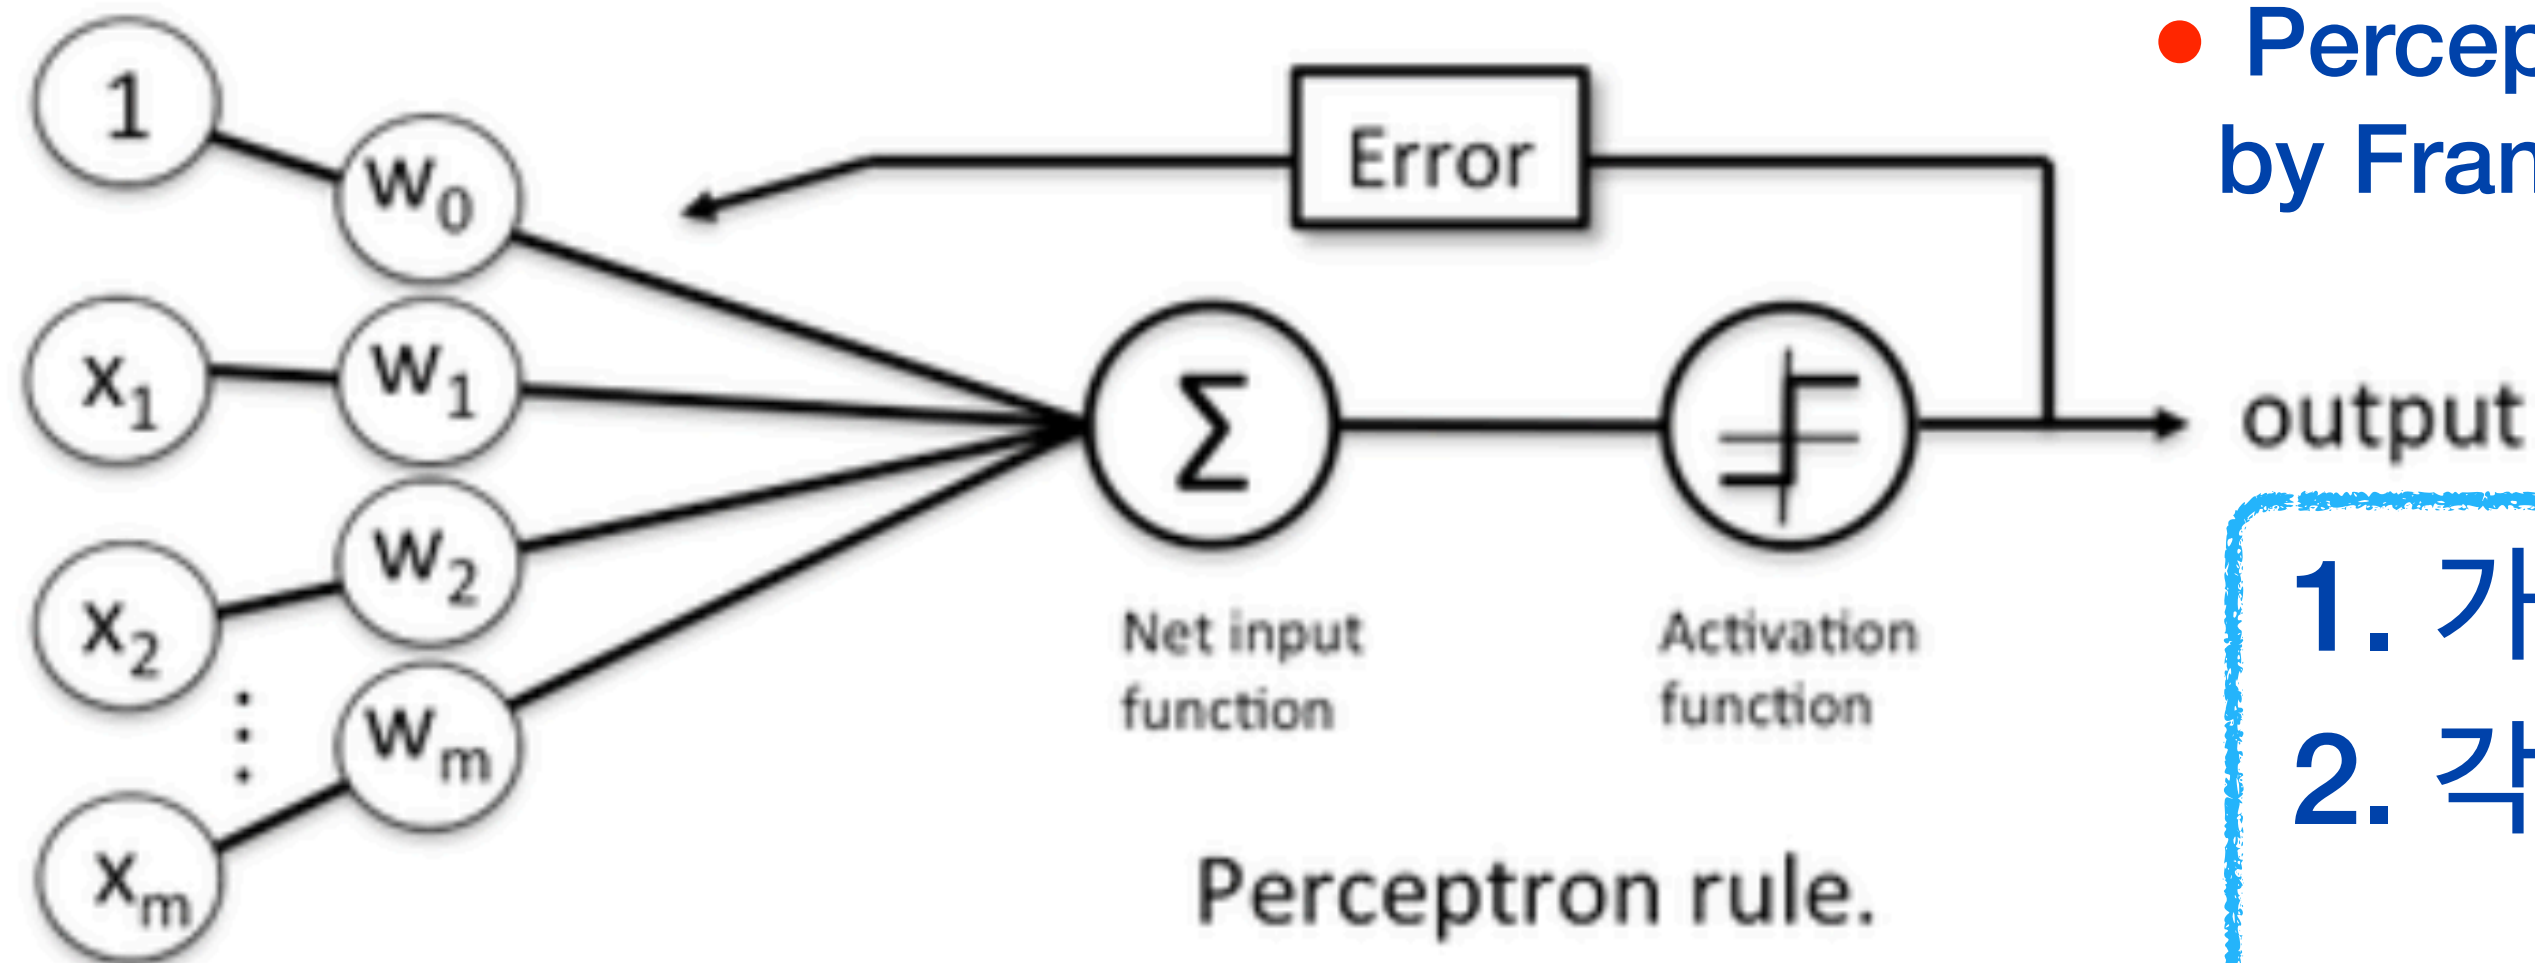 1
W0
X1
W1
X2
W2
Xm
Wm
Error
Σ
output
Net input
function
Activation
function
Perceptron rule.
• Percep
by Fran
1. 가
2. 각